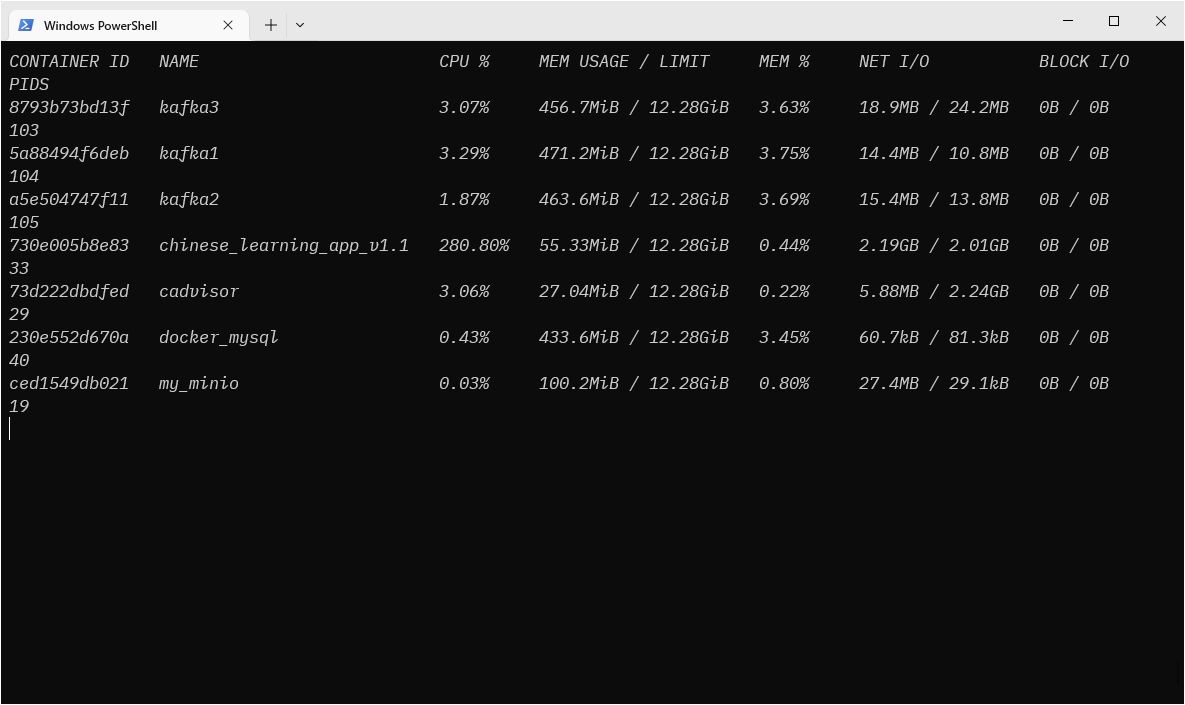 Windows PowerShell
CONTAINER ID   NAME                        CPU %     MEM USAGE / LIMIT     MEM %     NET I/O           BLOCK I/O
PIDS
8793b73bd13f   kafka3                      3.07%     456.7MiB / 12.28GiB   3.63%     18.9MB / 24.2MB   0B / 0B
103
5a88494f6deb   kafka1                      3.29%     471.2MiB / 12.28GiB   3.75%     14.4MB / 10.8MB   0B / 0B
104
a5e504747f11   kafka2                      1.87%     463.6MiB / 12.28GiB   3.69%     15.4MB / 13.8MB   0B / 0B
105
730e005b8e83   chinese_learning_app_v1.1   280.80%   55.33MiB / 12.28GiB   0.44%     2.19GB / 2.01GB   0B / 0B
33
73d222dbdfed   cadvisor                    3.06%     27.04MiB / 12.28GiB   0.22%     5.88MB / 2.24GB   0B / 0B
29
230e552d670a   docker_mysql                0.43%     433.6MiB / 12.28GiB   3.45%     60.7kB / 81.3kB   0B / 0B
40
ced1549db021   my_minio                    0.03%     100.2MiB / 12.28GiB   0.80%     27.4MB / 29.1kB   0B / 0B
19